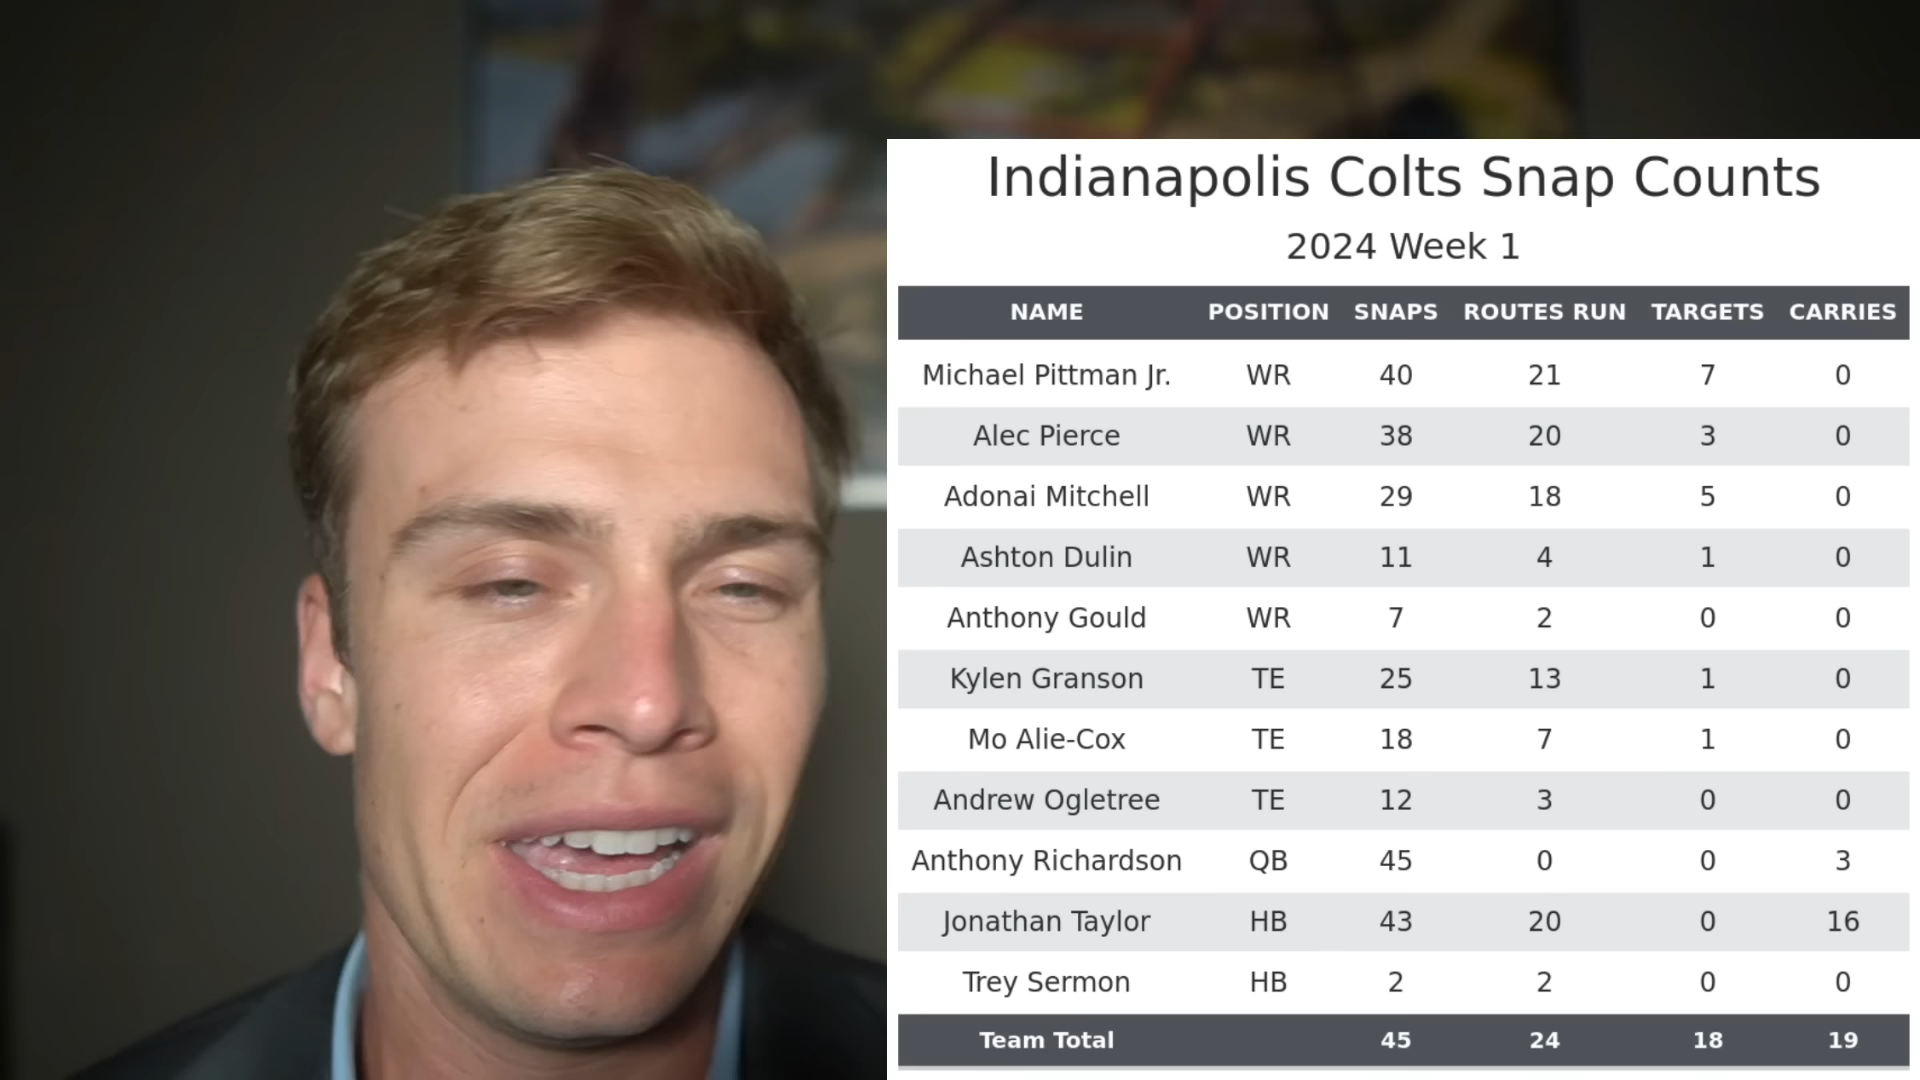 Indianapolis Colts Snap Counts
2024 Week 1
NAME POSITION SNAPS ROUTES RUN TARGETS CARRIES
Michael Pittman Jr. WR 40 21 7 0
Alec Pierce WR 38 20 3 0
Adonai Mitchell WR 29 18 5 0
Ashton Dulin WR 11 4 1 0
Anthony Gould WR 7 2 0 0
Kylen Granson TE 25 13 1 0
Mo Alie-Cox TE 18 7 1 0
Andrew Ogletree TE 12 3 0 0
Anthony Richardson QB 45 0 0 3
Jonathan Taylor HB 43 20 0 16
Trey Sermon HB 2 2 0 0
Team Total 45 24 18 19